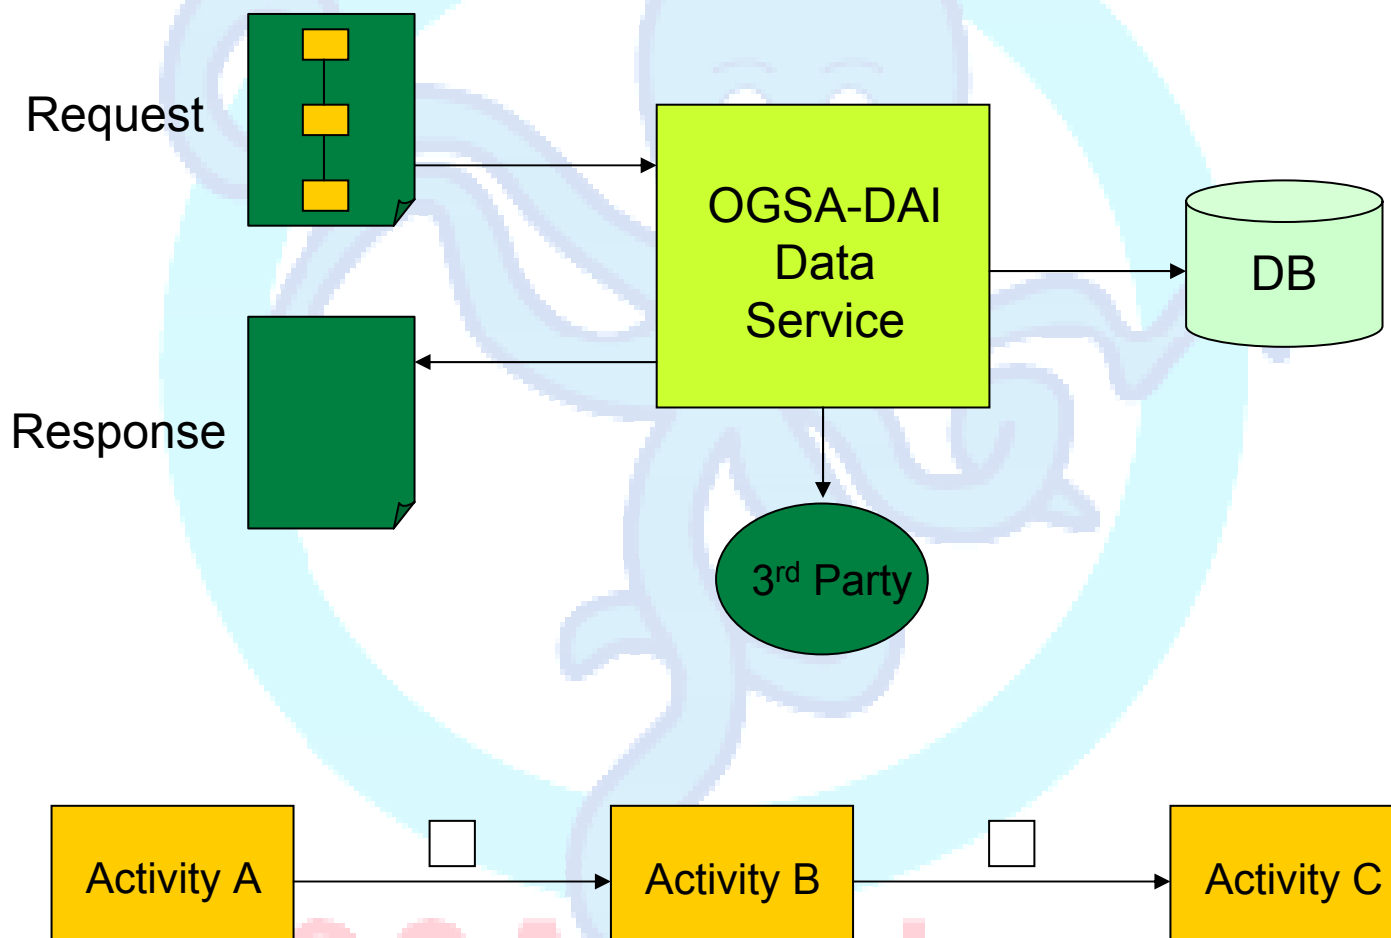 Request
OGSA-DAI
Data
Service
DB
Response
3rd Party
Activity A
Activity B
Activity C